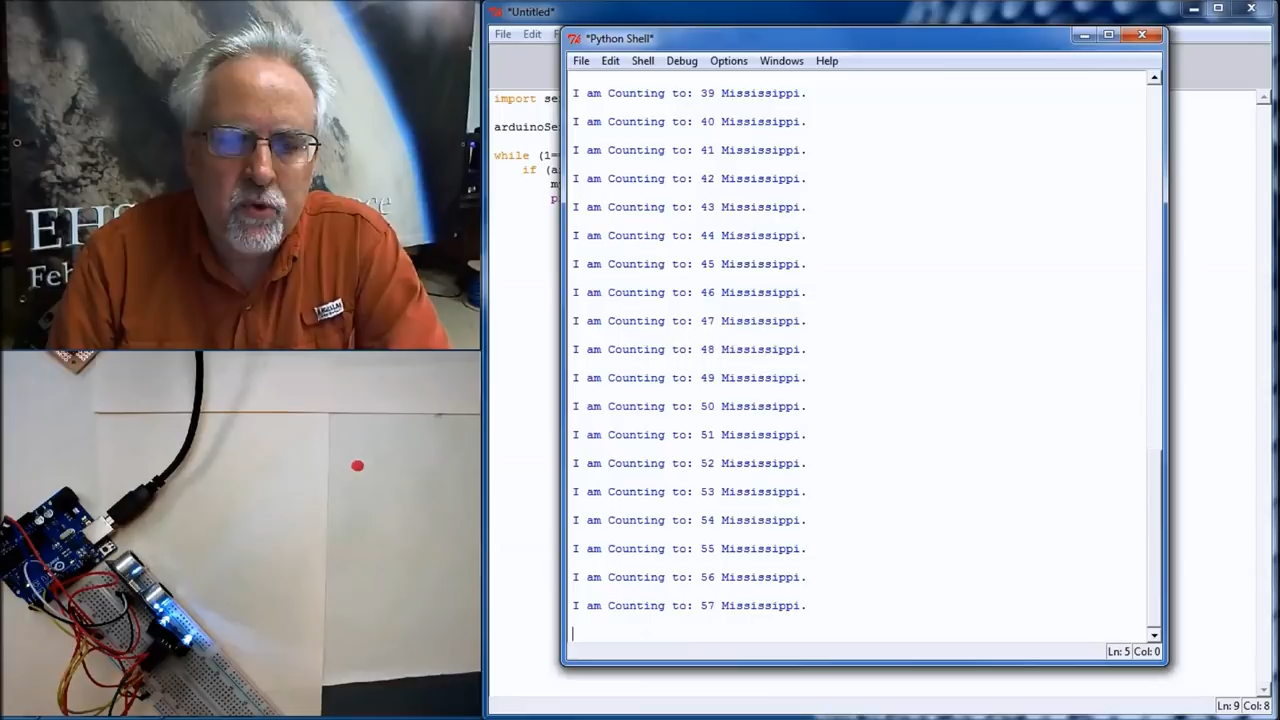 *Untitled*
File Edit F
import se
arduinoSe
while (1=
if (a
m
p
Ln: 9 Col: 8
*Python Shell*
File Edit Shell Debug Options Windows Help
I am Counting to: 39 Mississippi.
I am Counting to: 40 Mississippi.
I am Counting to: 41 Mississippi.
I am Counting to: 42 Mississippi.
I am Counting to: 43 Mississippi.
I am Counting to: 44 Mississippi.
I am Counting to: 45 Mississippi.
I am Counting to: 46 Mississippi.
I am Counting to: 47 Mississippi.
I am Counting to: 48 Mississippi.
I am Counting to: 49 Mississippi.
I am Counting to: 50 Mississippi.
I am Counting to: 51 Mississippi.
I am Counting to: 52 Mississippi.
I am Counting to: 53 Mississippi.
I am Counting to: 54 Mississippi.
I am Counting to: 55 Mississippi.
I am Counting to: 56 Mississippi.
I am Counting to: 57 Mississippi.
Ln: 5 Col: 0
EHS
Feb